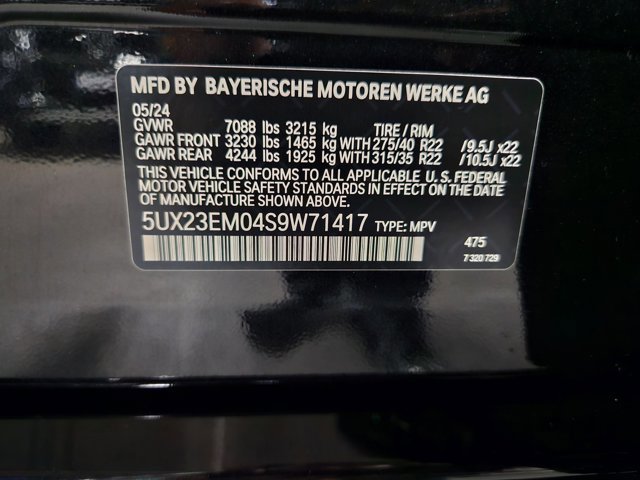 MFD BY BAYERISCHE MOTOREN WERKE AG
05/24
GVWR 7088 lbs 3215 kg TIRE / RIM
GAWR FRONT 3230 lbs 1465 kg WITH 275/40 R22 /9.5J x22
GAWR REAR 4244 lbs 1925 kg WITH 315/35 R22 /10.5J x22
THIS VEHICLE CONFORMS TO ALL APPLICABLE U. S. FEDERAL
MOTOR VEHICLE SAFETY STANDARDS IN EFFECT ON THE DATE
OF MANUFACTURE SHOWN ABOVE.
5UX23EM04S9W71417 TYPE: MPV
475
7 320 729